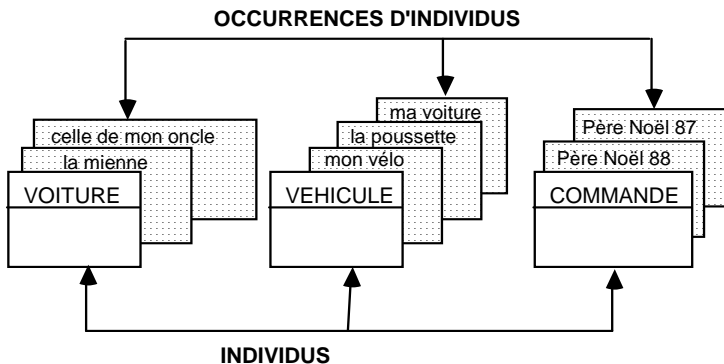 OCCURRENCES D'INDIVIDUS
celle de mon oncle
la mienne
VOITURE
ma voiture
la poussette
mon vélo
VEHICULE
Père Noël 87
Père Noël 88
COMMANDE
INDIVIDUS